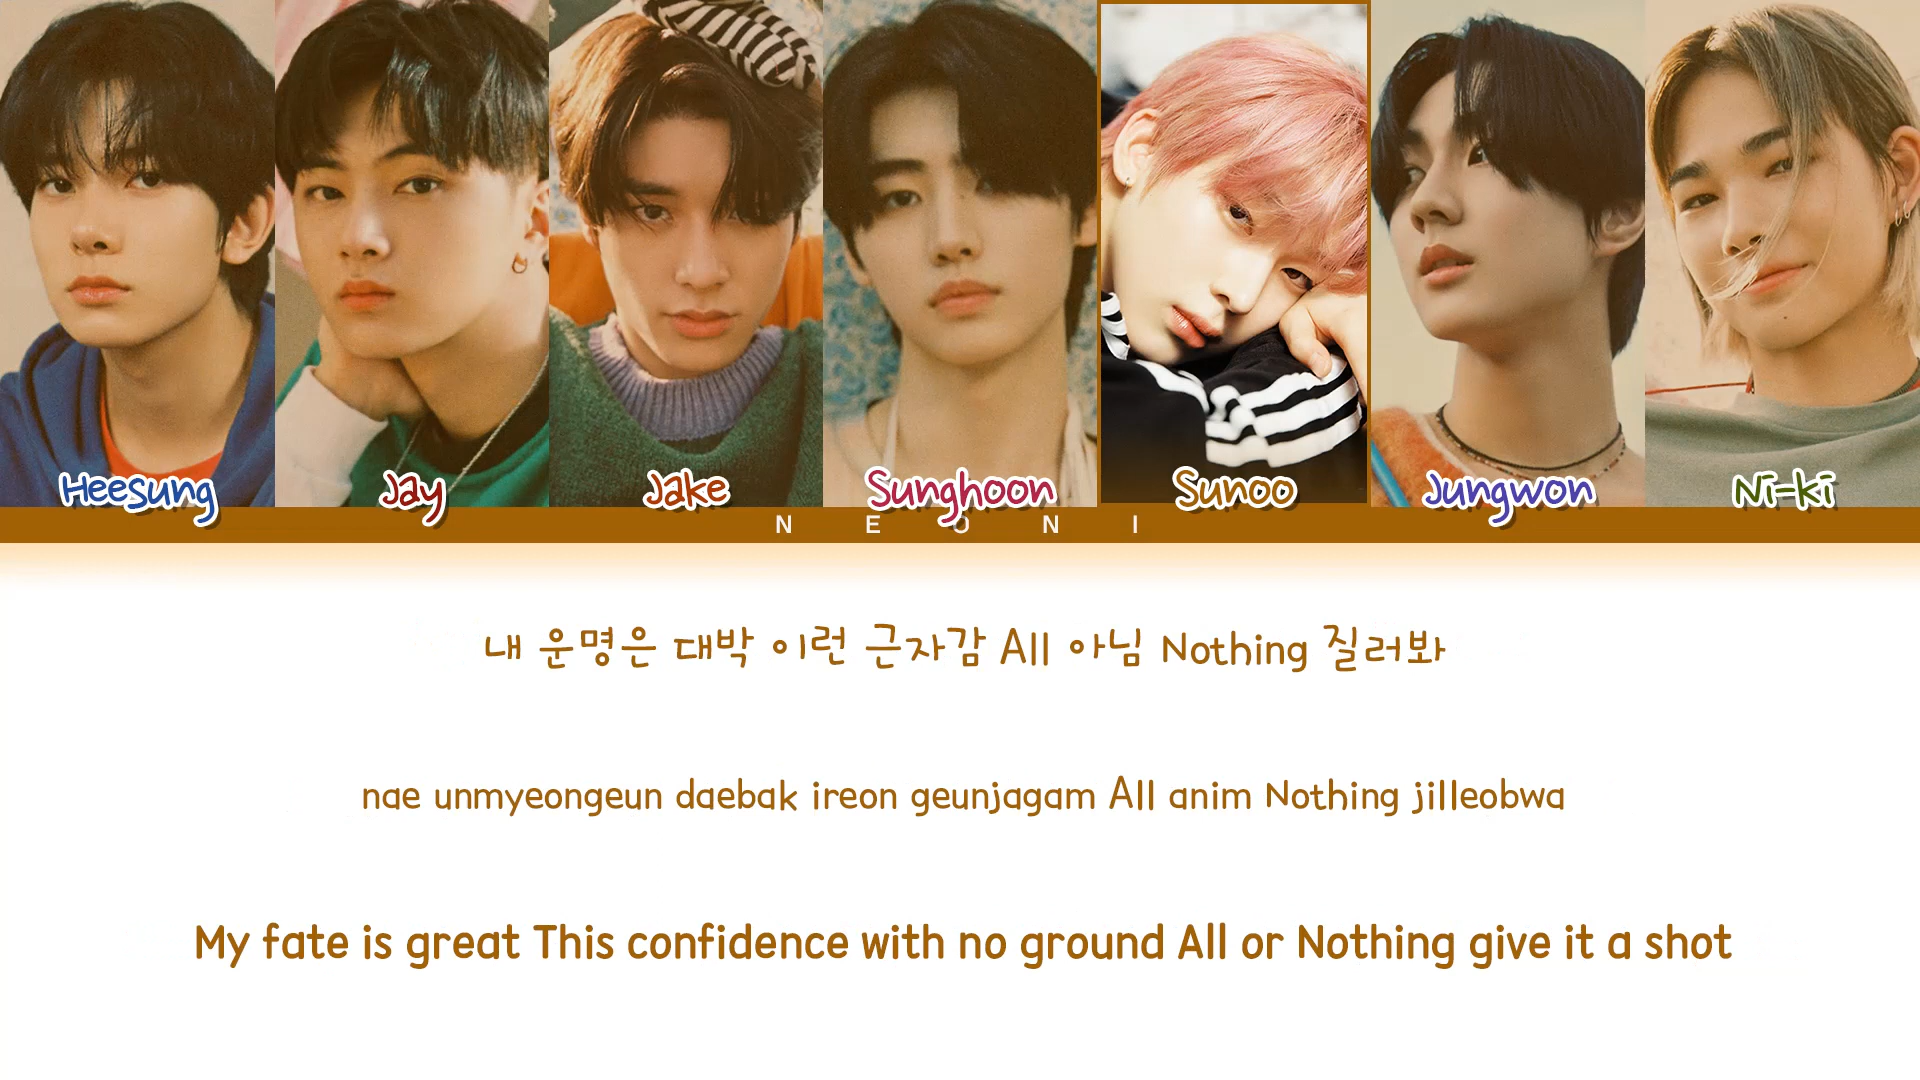 Heesung Jay Jake Sunghoon Sunoo Jungwon Ni-ki
NEONI
내 운명은 대박 이런 근자감 All 아님 Nothing 질러봐
nae unmyeongeun daebak ireon geunjagam All anim Nothing jilleobwa
My fate is great This confidence with no ground All or Nothing give it a shot